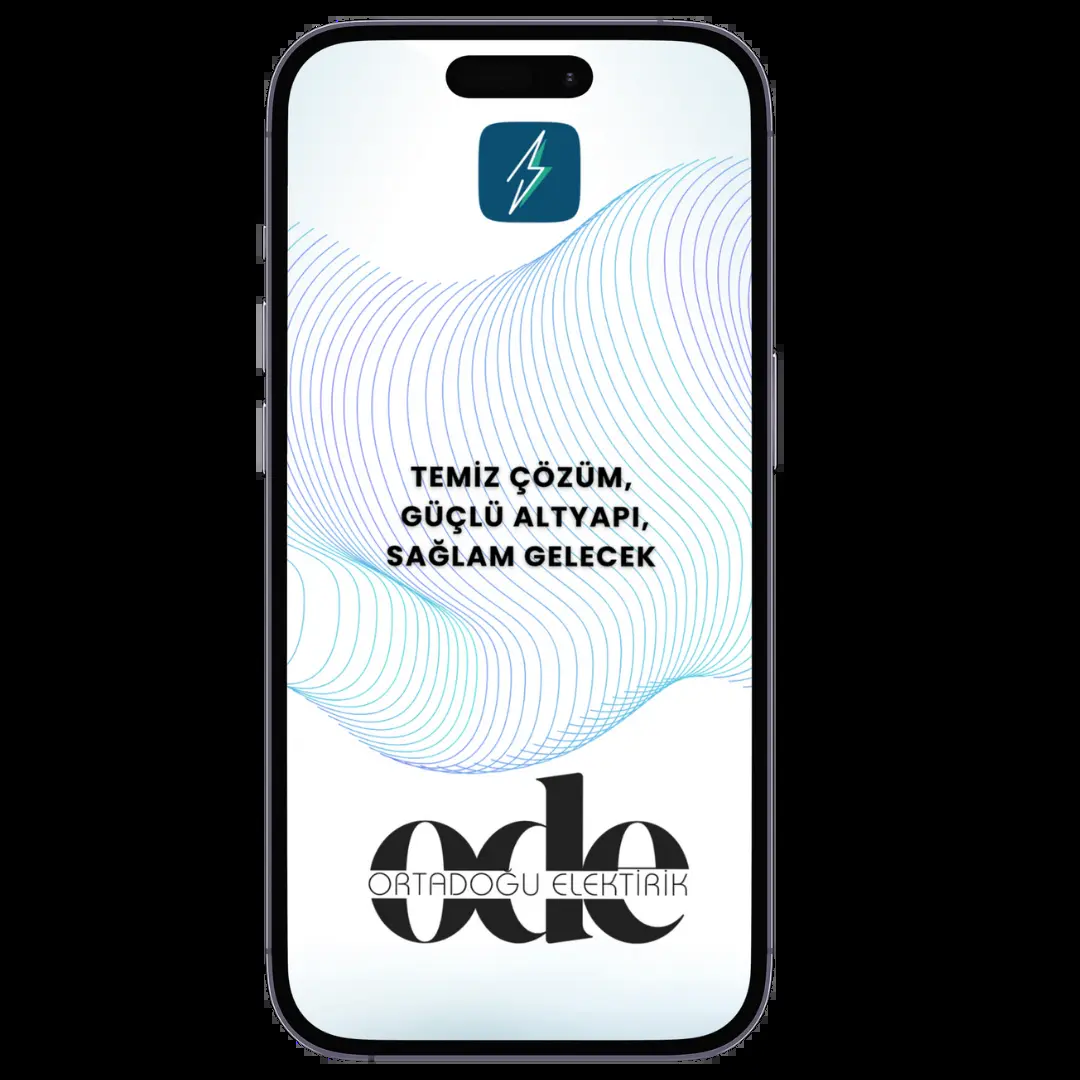 TEMİZ ÇÖZÜM,
GÜÇLÜ ALTYAPI,
SAĞLAM GELECEK
ode
ORTADOĞU ELEKTİRİK